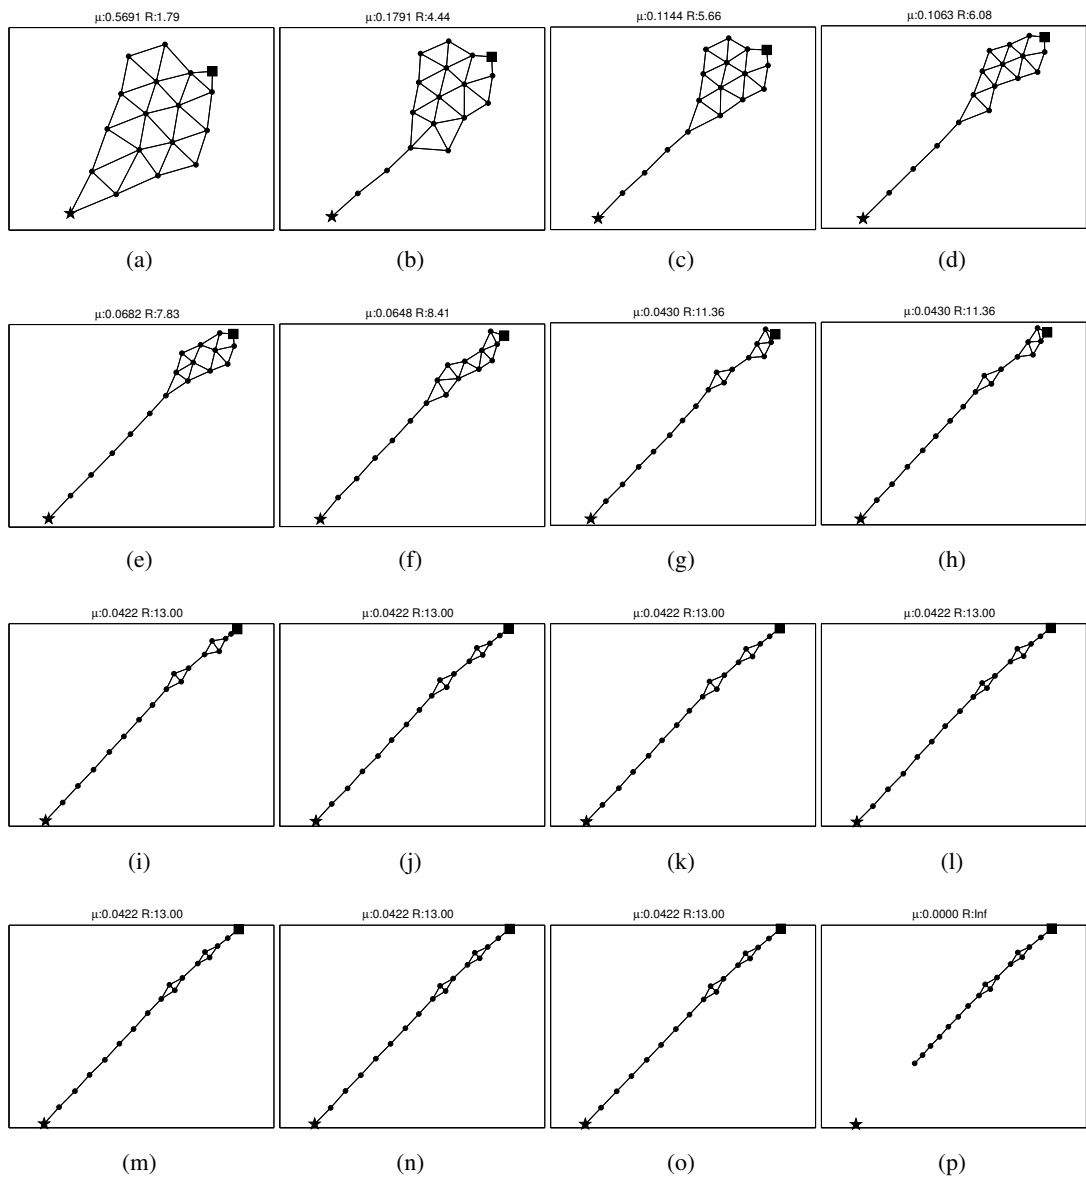 μ:0.5691 R:1.79 μ:0.1791 R:4.44 μ:0.1144 R:5.66 μ:0.1063 R:6.08
(a) (b) (c) (d)
μ:0.0682 R:7.83 μ:0.0648 R:8.41 μ:0.0430 R:11.36 μ:0.0430 R:11.36
(e) (f) (g) (h)
μ:0.0422 R:13.00 μ:0.0422 R:13.00 μ:0.0422 R:13.00 μ:0.0422 R:13.00
(i) (j) (k) (l)
μ:0.0422 R:13.00 μ:0.0422 R:13.00 μ:0.0422 R:13.00 μ:0.0000 R:Inf
(m) (n) (o) (p)